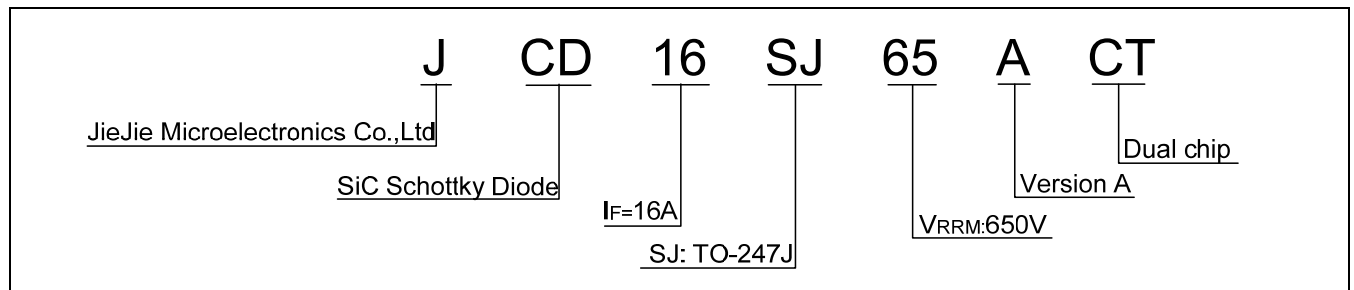 J CD 16 SJ 65 A CT
JieJie Microelectronics Co.,Ltd
Dual chip
SiC Schottky Diode
Version A
IF=16A
VRRM:650V
SJ: TO-247J